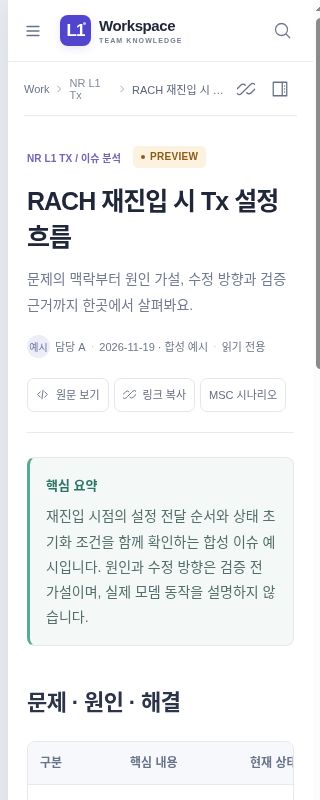 L1
Workspace
TEAM KNOWLEDGE
Work
NR L1
Tx
RACH 재진입 시 ...
NR L1 TX / 이슈 분석
PREVIEW
RACH 재진입 시 Tx 설정
흐름
문제의 맥락부터 원인 가설, 수정 방향과 검증
근거까지 한곳에서 살펴봐요.
예시 담당 A · 2026-11-19 · 합성 예시 · 읽기 전용
원문 보기
링크 복사
MSC 시나리오
핵심 요약
재진입 시점의 설정 전달 순서와 상태 초
기화 조건을 함께 확인하는 합성 이슈 예
시입니다. 원인과 수정 방향은 검증 전
가설이며, 실제 모뎀 동작을 설명하지 않
습니다.
문제 · 원인 · 해결
구분
핵심 내용
현재 상태